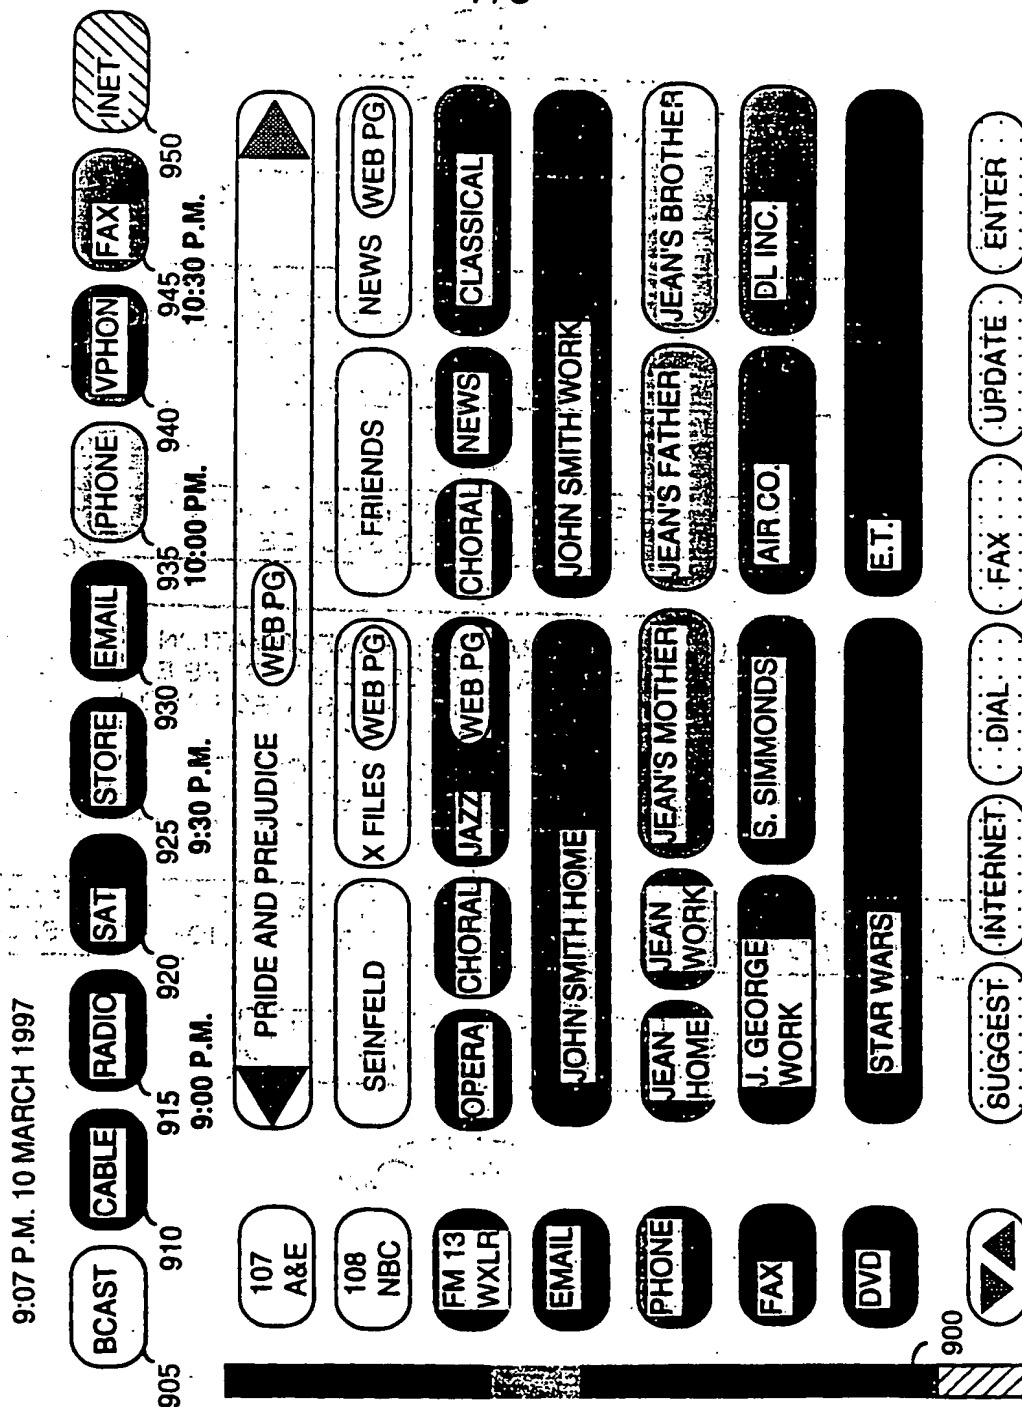 9:07 P.M. 10 MARCH 1997
BCAST CABLE RADIO SAT STORE EMAIL PHONE VPHON FAX INET
905 910 915 920 925 930 935 940 945 950
9:00 P.M. 9:30 P.M. 10:00 PM. 10:30 P.M.
107 A&E PRIDE AND PREJUDICE WEB PG
108 NBC SEINFELD X FILES WEB PG FRIENDS NEWS WEB PG
FM 13 WXLR OPERA CHORAL JAZZ WEB PG CHORAL NEWS CLASSICAL
EMAIL JOHN SMITH HOME JOHN SMITH WORK
PHONE JEAN HOME JEAN WORK JEAN'S MOTHER JEAN'S FATHER JEAN'S BROTHER
FAX J. GEORGE WORK S. SIMMONDS AIR CO. DL INC.
DVD STAR WARS E.T.
900
SUGGEST INTERNET DIAL FAX UPDATE ENTER